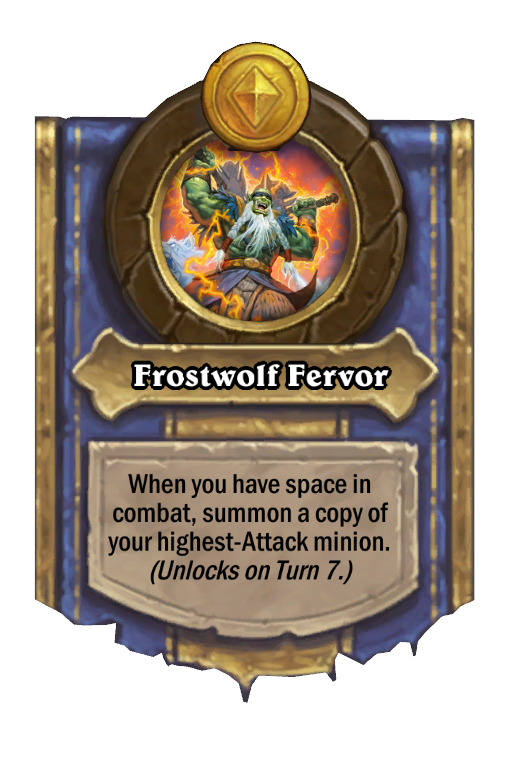 Frostwolf Fervor
When you have space in
combat, summon a copy of
your highest-Attack minion.
(Unlocks on Turn 7.)